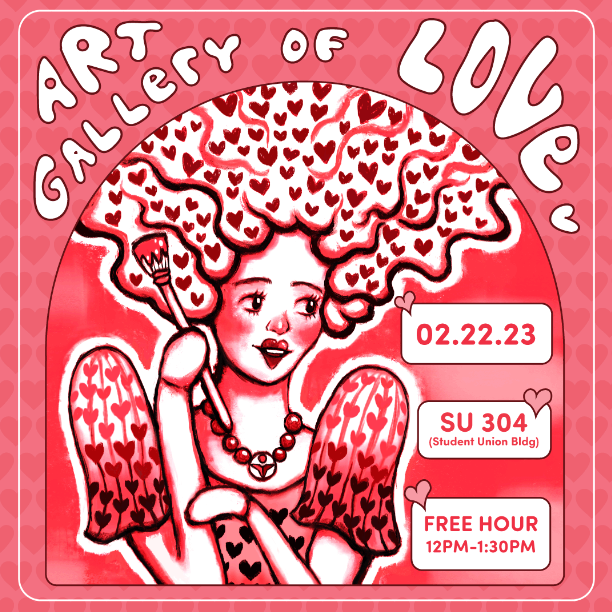 ART
GALLERY OF LOVE
02.22.23
SU 304
(Student Union Bldg)
FREE HOUR
12PM-1:30PM